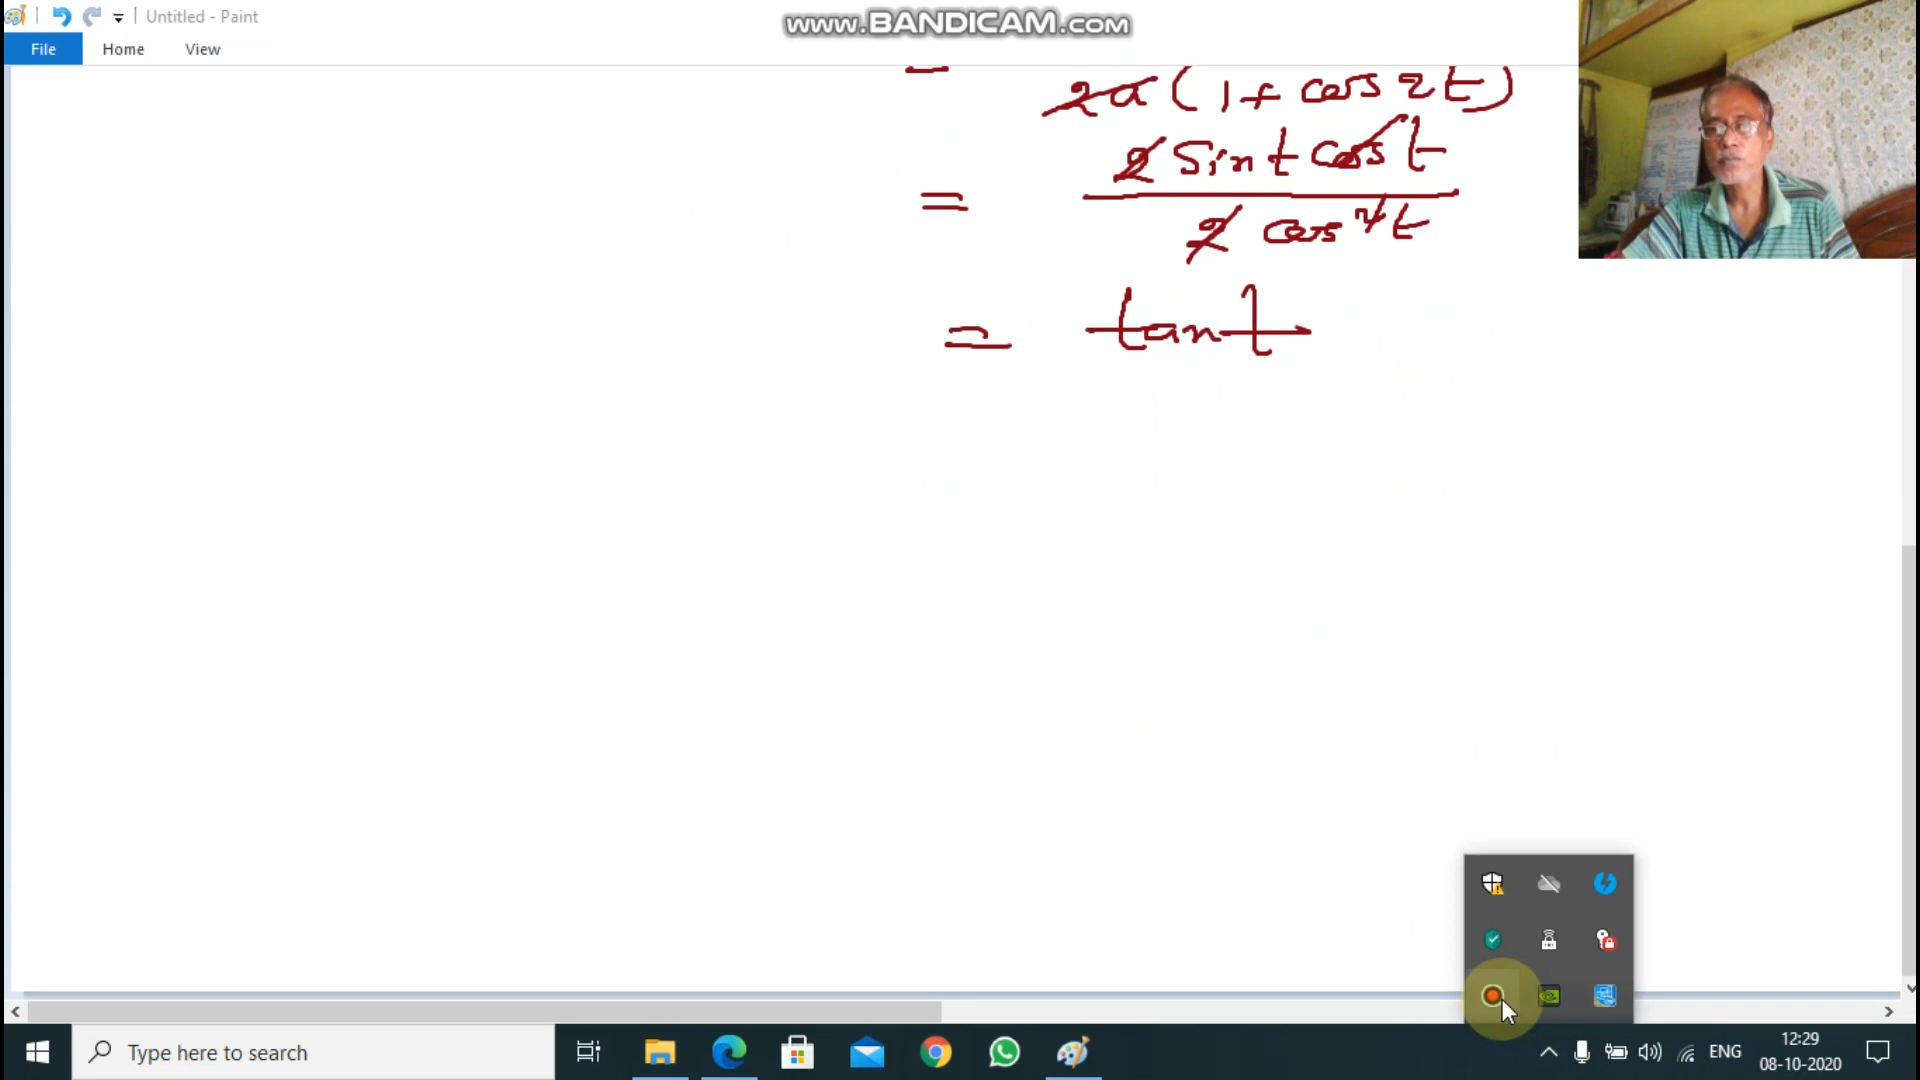 Untitled - Paint
www.BANDICAM.com
File Home View
=
2a (1 + cos 2t)
2 sin t cos t
=
2 cos² t
= tan t
Type here to search
ENG
12:29
08-10-2020